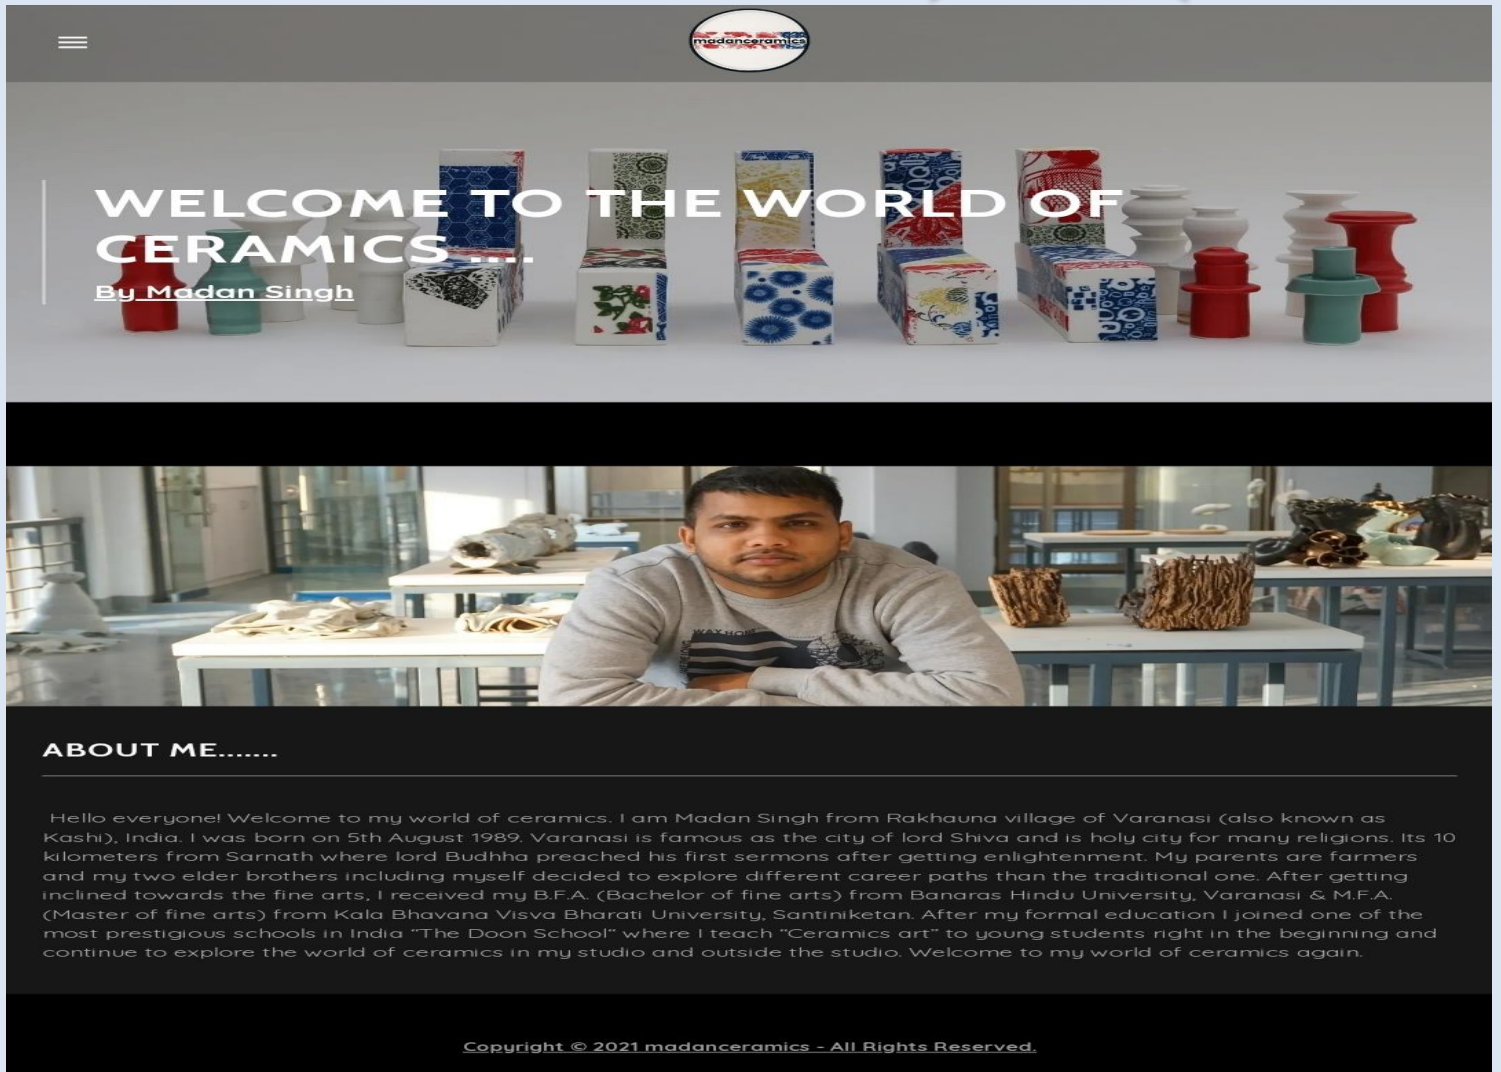 madanceramics
WELCOME TO THE WORLD OF
CERAMICS ....
By Madan Singh
WAY HOME
ABOUT ME.......
Hello everyone! Welcome to my world of ceramics. I am Madan Singh from Rakhauna village of Varanasi (also known as
Kashi), India. I was born on 5th August 1989. Varanasi is famous as the city of lord Shiva and is holy city for many religions. Its 10
kilometers from Sarnath where lord Budhha preached his first sermons after getting enlightenment. My parents are farmers
and my two elder brothers including myself decided to explore different career paths than the traditional one. After getting
inclined towards the fine arts, I received my B.F.A. (Bachelor of fine arts) from Banaras Hindu University, Varanasi & M.F.A.
(Master of fine arts) from Kala Bhavana Visva Bharati University, Santiniketan. After my formal education I joined one of the
most prestigious schools in India "The Doon School" where I teach "Ceramics art" to young students right in the beginning and
continue to explore the world of ceramics in my studio and outside the studio. Welcome to my world of ceramics again.
Copyright © 2021 madanceramics - All Rights Reserved.